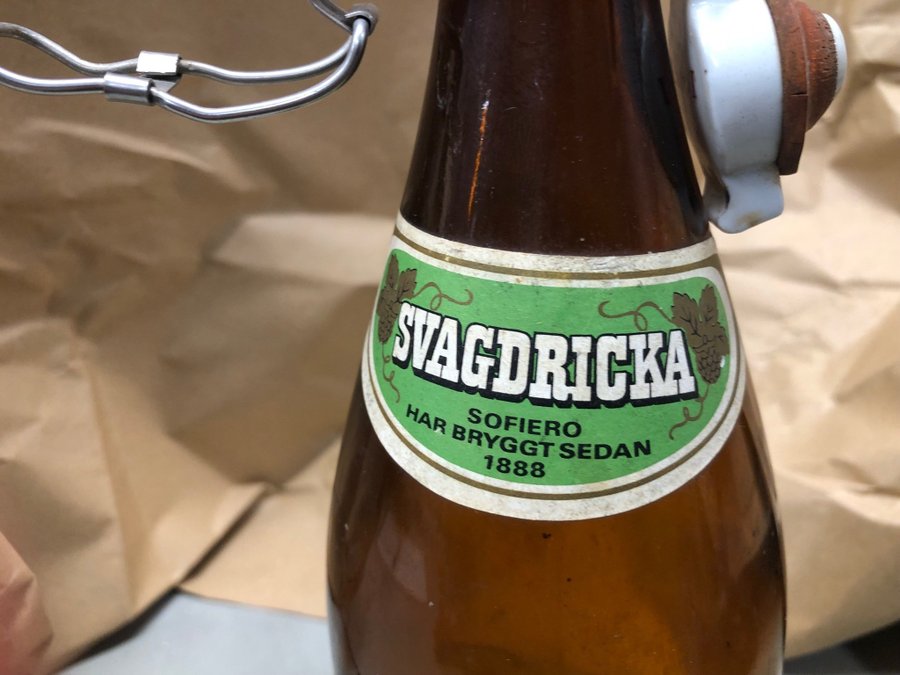 SVAGDRICKA
SOFIERO
HAR BRYGGT SEDAN
1888